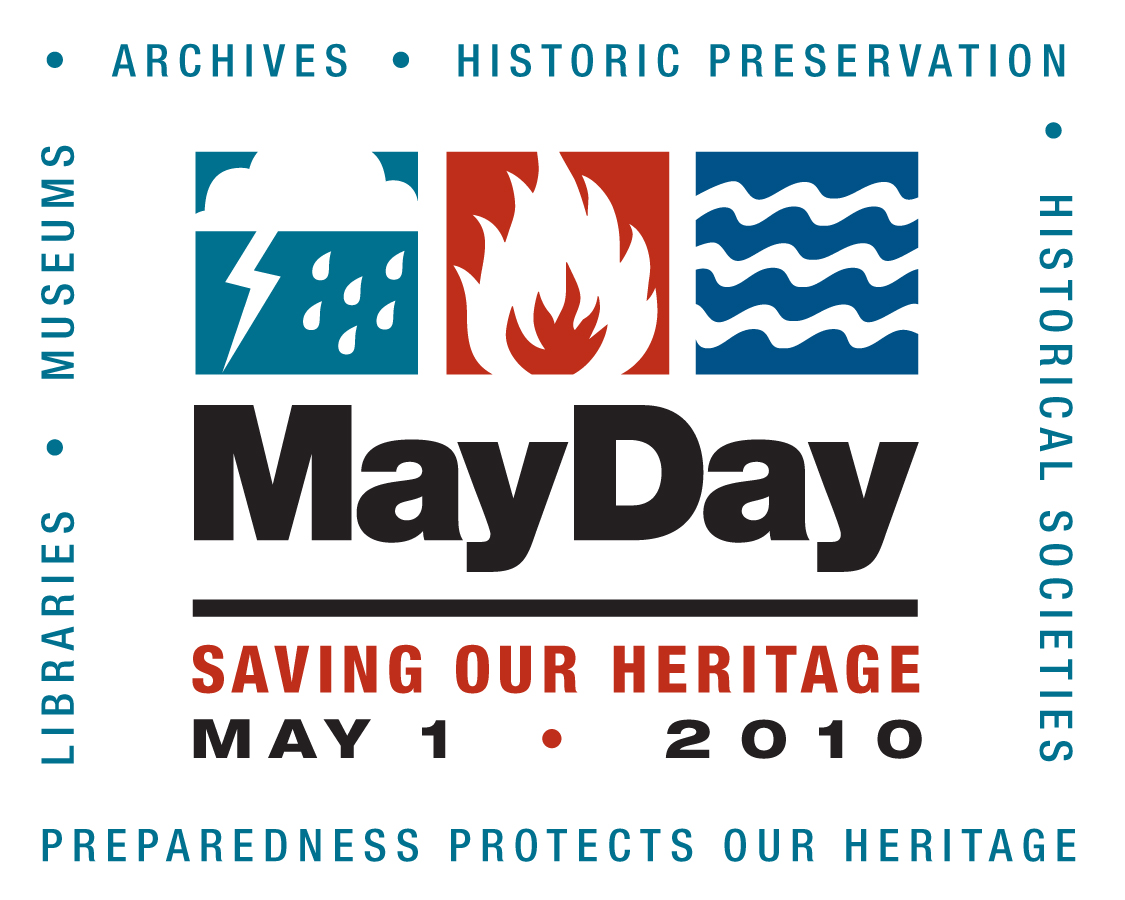 • ARCHIVES • HISTORIC PRESERVATION
• HISTORICAL SOCIETIES
LIBRARIES • MUSEUMS
MayDay
SAVING OUR HERITAGE
MAY 1 • 2010
PREPAREDNESS PROTECTS OUR HERITAGE